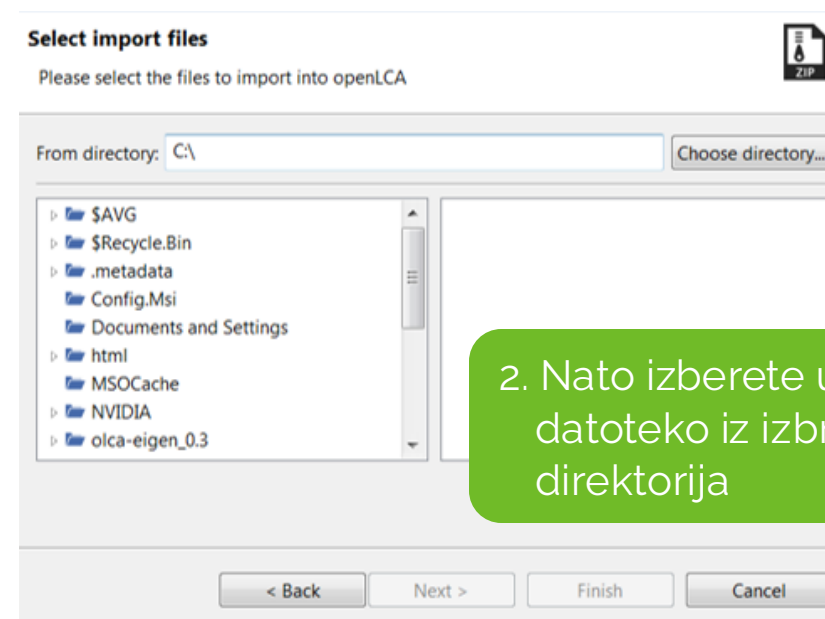 Select import files
Please select the files to import into openLCA
ZIP
From directory: C:\ Choose directory...
$AVG
$Recycle.Bin
.metadata
Config.Msi
Documents and Settings
html
MSOCache
NVIDIA
olca-eigen_0.3
2. Nato izberete
datoteko iz
direktorija
< Back Next > Finish Cancel